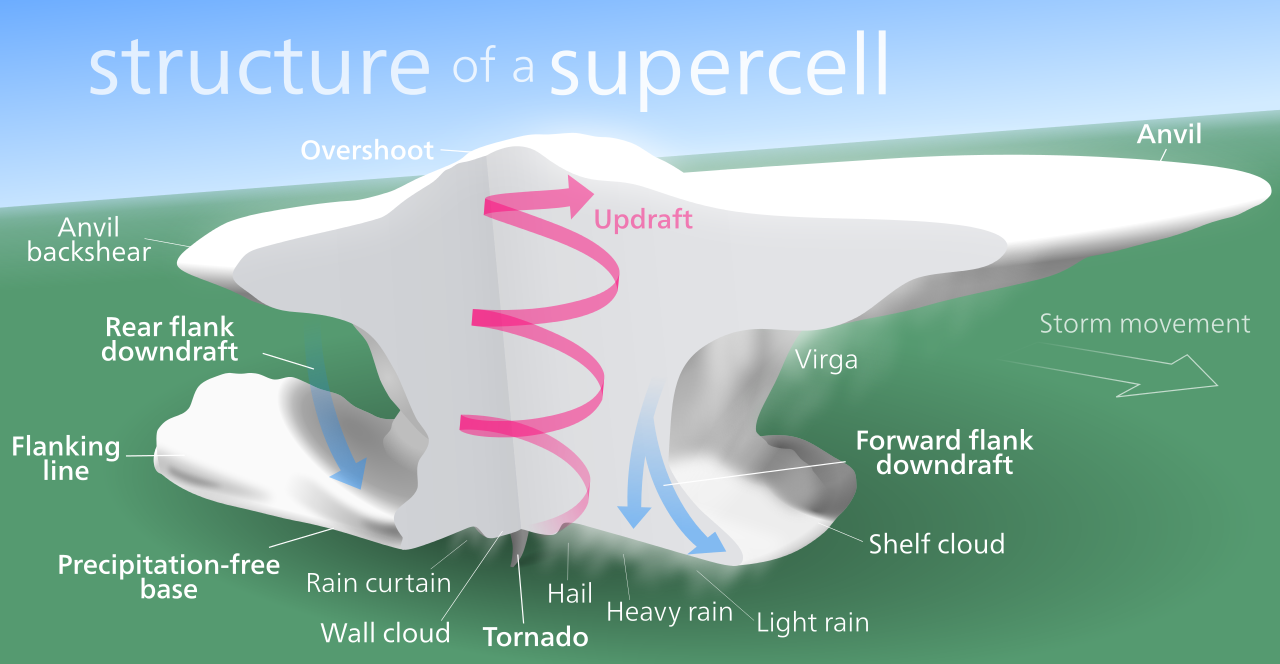 structure of a supercell
Anvil
Overshoot
Updraft
Anvil
backshear
Storm movement
Rear flank
downdraft
Virga
Forward flank
downdraft
Flanking
line
Shelf cloud
Precipitation-free
base
Rain curtain
Hail
Heavy rain
Light rain
Wall cloud
Tornado